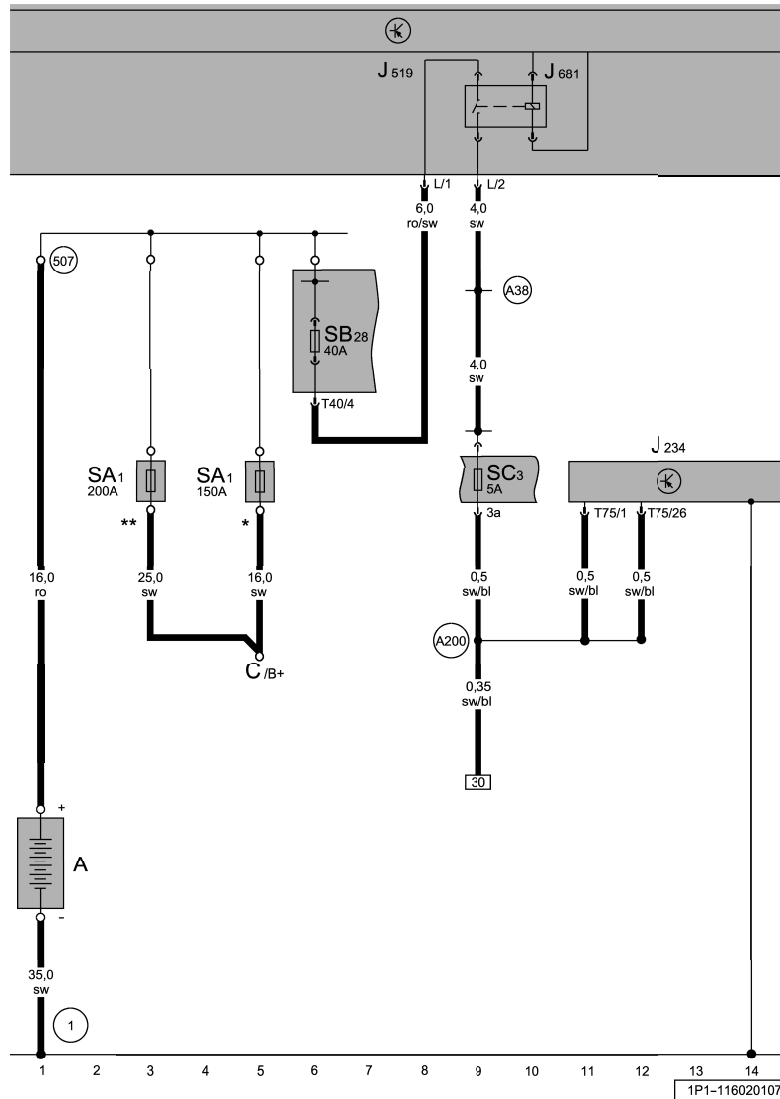 J 519
J 681
L/1
L/2
6,0
ro/sw
4,0
sw
507
A38
SB28
40A
4.0
sw
T40/4
J 234
SA1
200A
SA1
150A
SC3
5A
**
*
3a
T75/1
T75/26
16,0
ro
25,0
sw
16,0
sw
0,5
sw/bl
0,5
sw/bl
0,5
sw/bl
A200
C /B+
0,35
sw/bl
30
+
A
-
35,0
sw
1
1 2 3 4 5 6 7 8 9 10 11 12 13 14
1P1-116020107